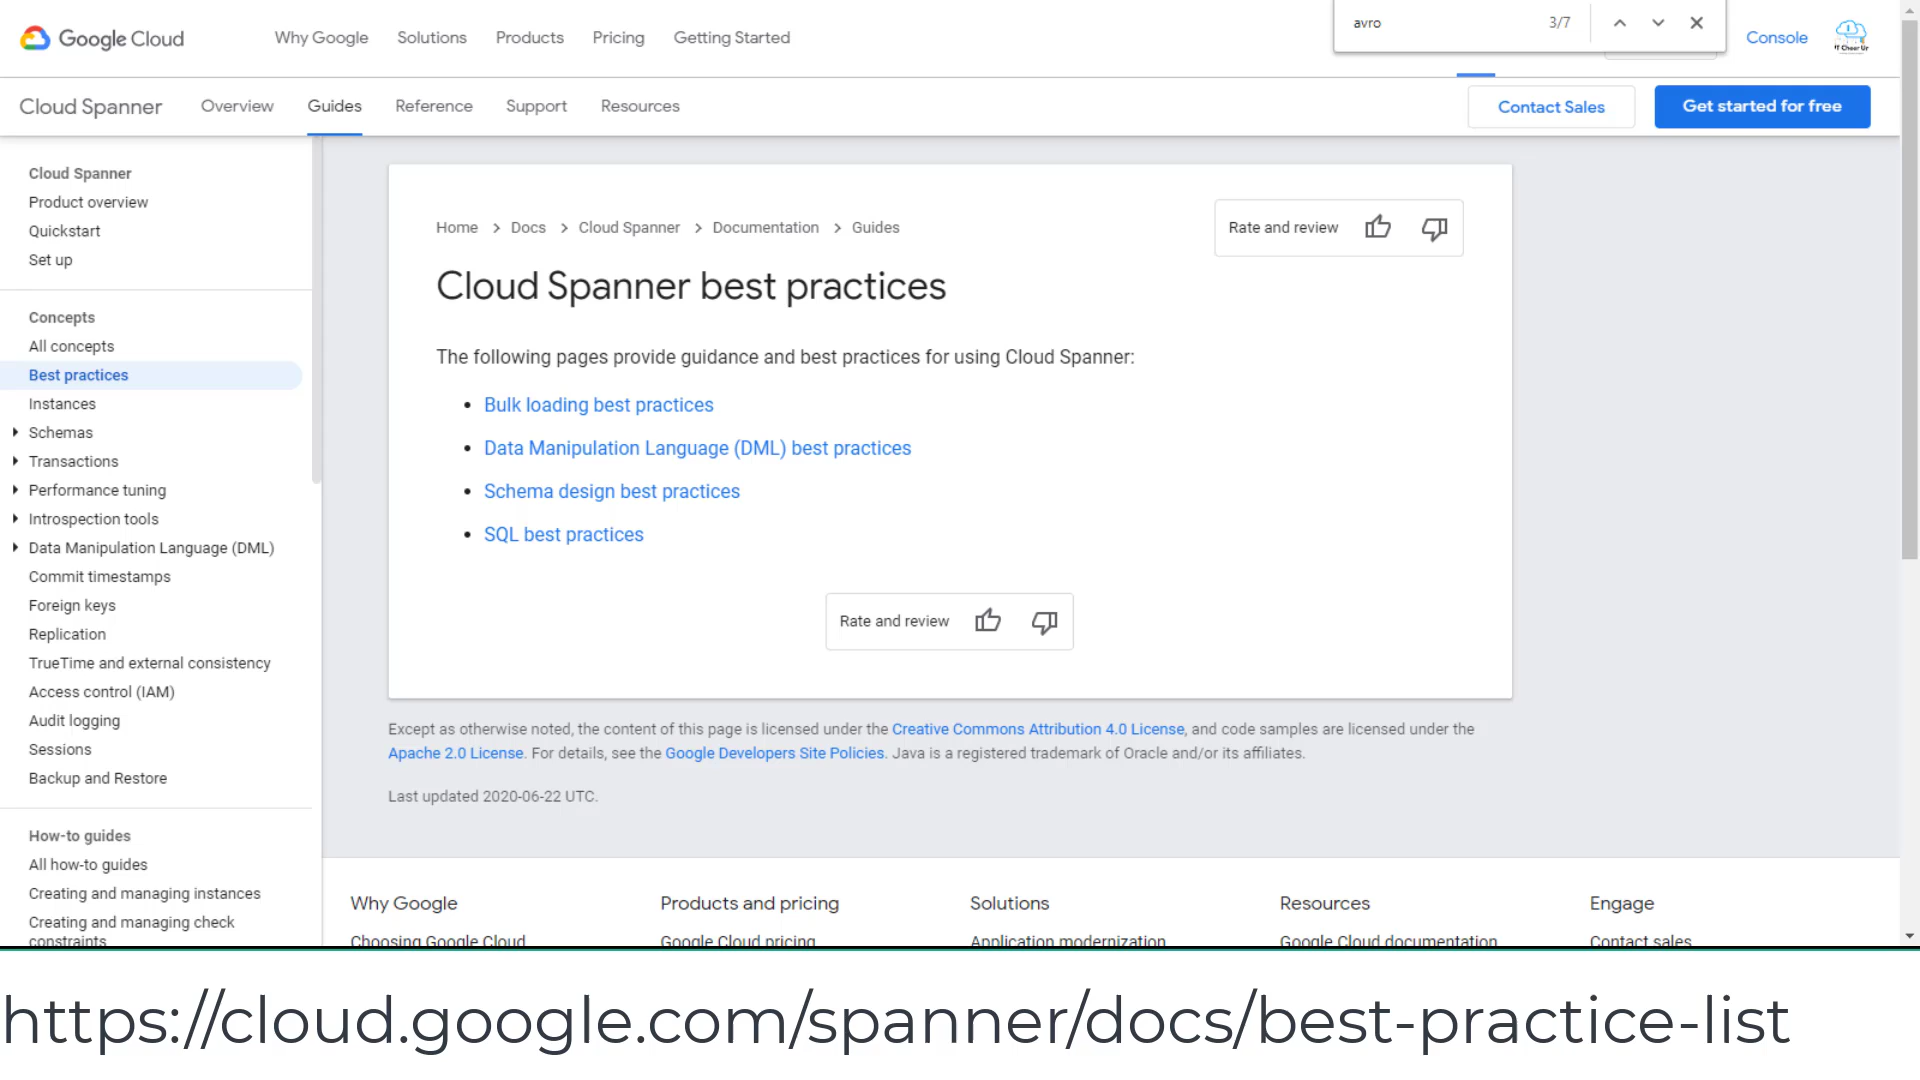 Google Cloud
Why Google
Solutions
Products
Pricing
Getting Started
avro
3/7
Console
IT Cheer Up
Cloud Spanner
Overview
Guides
Reference
Support
Resources
Contact Sales
Get started for free
Cloud Spanner
Product overview
Quickstart
Set up
Concepts
All concepts
Best practices
Instances
Schemas
Transactions
Performance tuning
Introspection tools
Data Manipulation Language (DML)
Commit timestamps
Foreign keys
Replication
TrueTime and external consistency
Access control (IAM)
Audit logging
Sessions
Backup and Restore
How-to guides
All how-to guides
Creating and managing instances
Creating and managing check
constraints
Home > Docs > Cloud Spanner > Documentation > Guides
Rate and review
Cloud Spanner best practices
The following pages provide guidance and best practices for using Cloud Spanner:
• Bulk loading best practices
• Data Manipulation Language (DML) best practices
• Schema design best practices
• SQL best practices
Rate and review
Except as otherwise noted, the content of this page is licensed under the Creative Commons Attribution 4.0 License, and code samples are licensed under the
Apache 2.0 License. For details, see the Google Developers Site Policies. Java is a registered trademark of Oracle and/or its affiliates.
Last updated 2020-06-22 UTC.
Why Google
Products and pricing
Solutions
Resources
Engage
Choosing Google Cloud
Google Cloud pricing
Application modernization
Google Cloud documentation
Contact sales
https://cloud.google.com/spanner/docs/best-practice-list